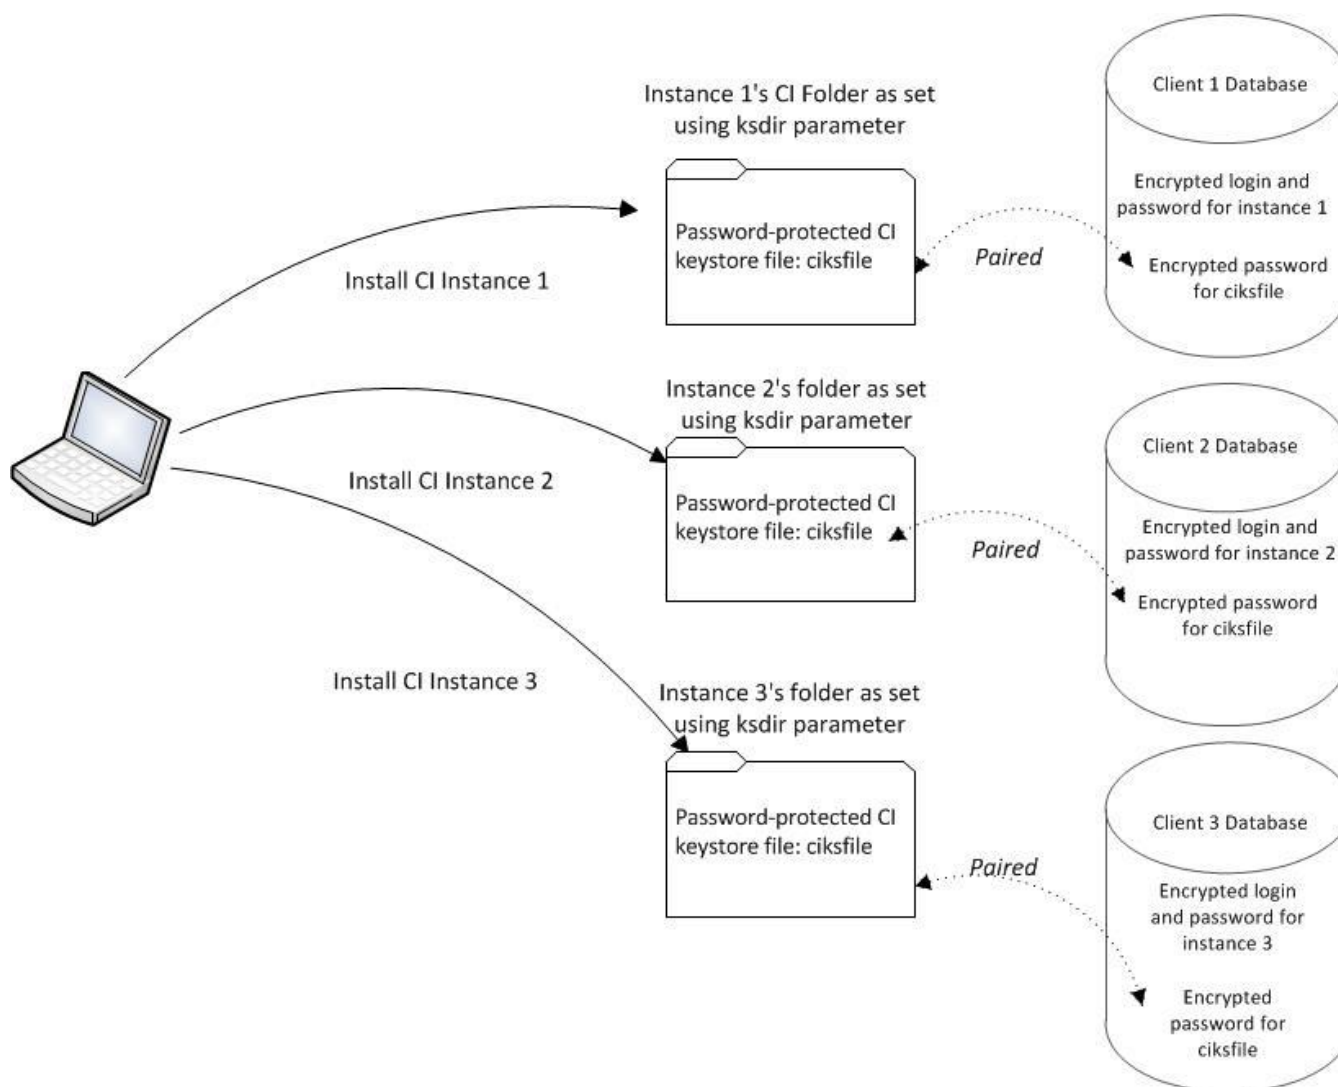 Instance 1's CI Folder as set
using ksdir parameter
Client 1 Database
Password-protected CI
keystore file: ciksfile
Encrypted login and
password for instance 1
Paired
Encrypted password
for ciksfile
Install CI Instance 1
Instance 2's folder as set
using ksdir parameter
Client 2 Database
Install CI Instance 2
Password-protected CI
keystore file: ciksfile
Encrypted login and
password for instance 2
Paired
Encrypted password
for ciksfile
Install CI Instance 3
Instance 3's folder as set
using ksdir parameter
Client 3 Database
Password-protected CI
keystore file: ciksfile
Paired
Encrypted login
and password for
instance 3
Encrypted
password for
ciksfile